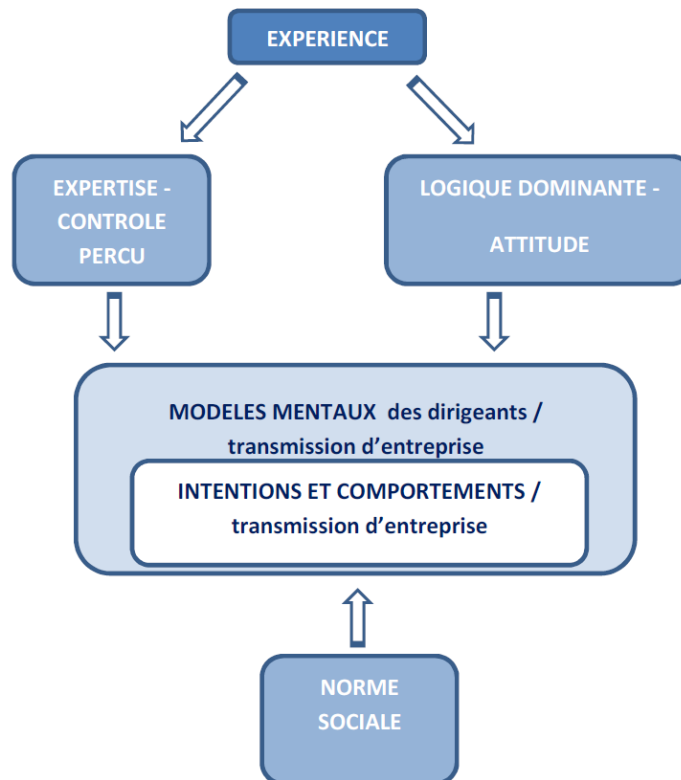 EXPERIENCE
EXPERTISE -
CONTROLE
PERCU
LOGIQUE DOMINANTE -
ATTITUDE
MODELES MENTAUX des dirigeants /
transmission d'entreprise
INTENTIONS ET COMPORTEMENTS /
transmission d'entreprise
NORME
SOCIALE